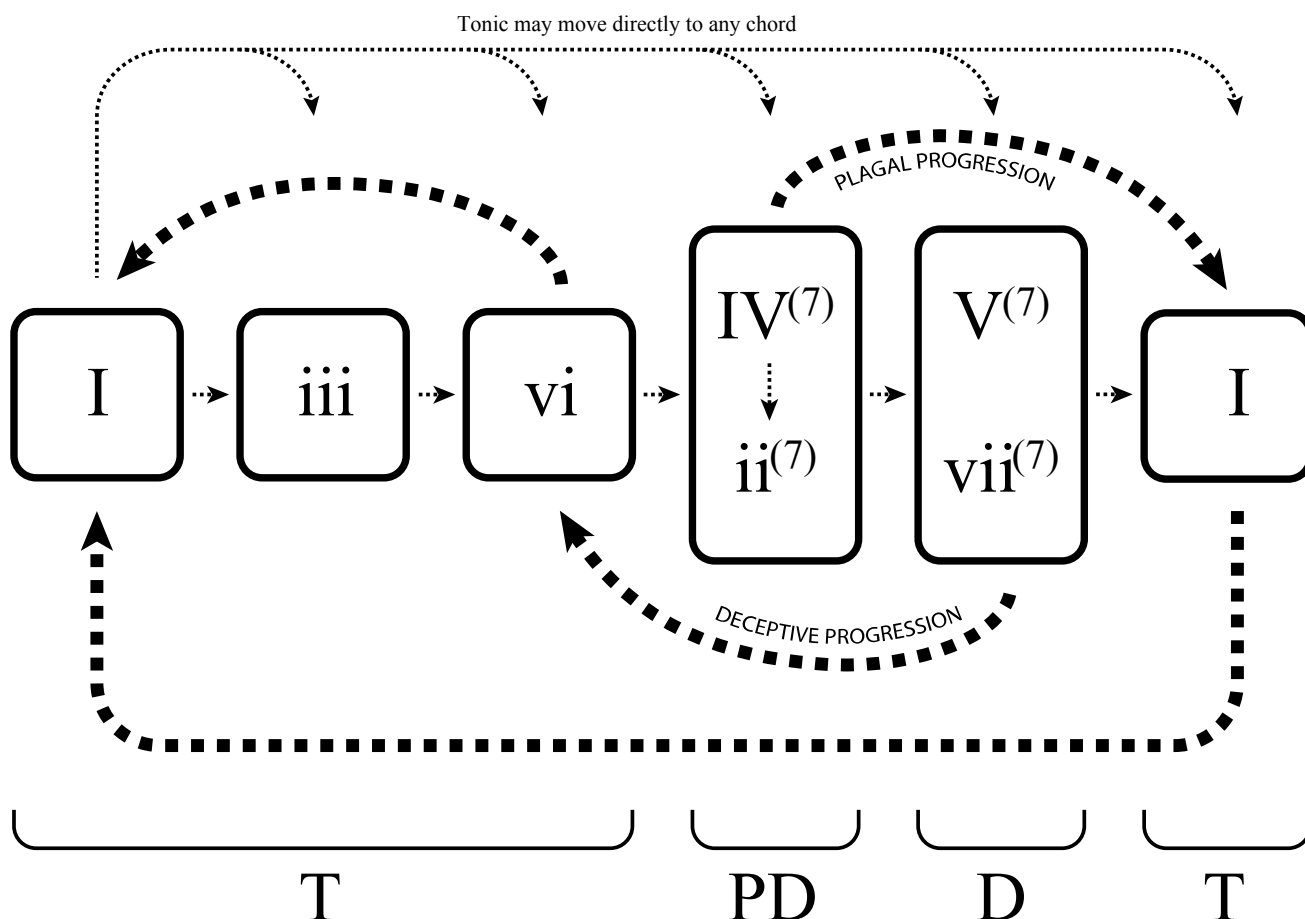 Tonic may move directly to any chord
PLAGAL PROGRESSION
I
iii
vi
IV(7)
ii(7)
V(7)
vii(7)
I
DECEPTIVE PROGRESSION
T
PD
D
T